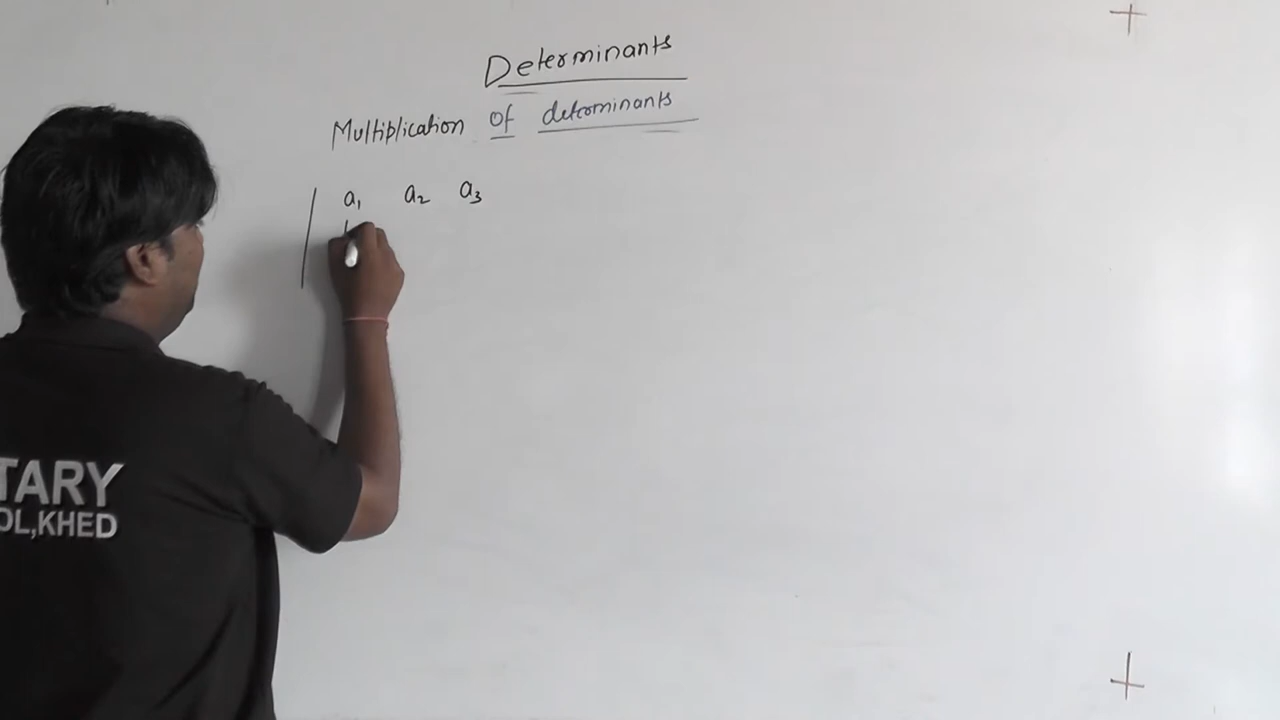 Determinants
Multiplication of determinants
a₁ a₂ a₃
TARY
OL,KHED